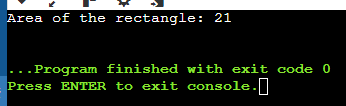 Area of the rectangle: 21
...Program finished with exit code 0
Press ENTER to exit console.